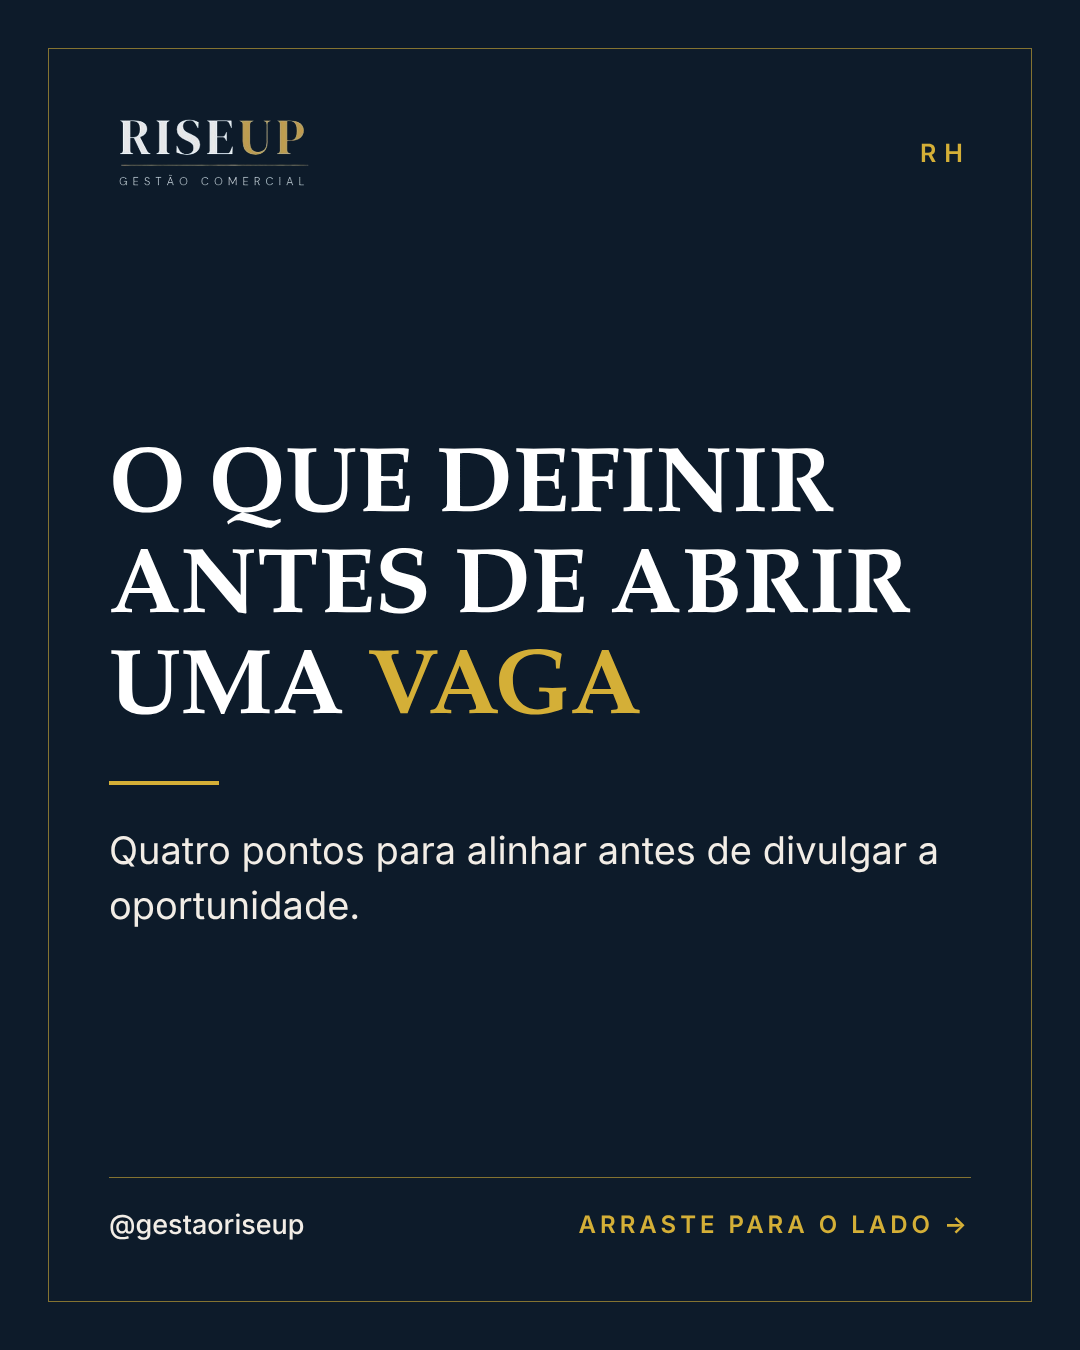 RISEUP
GESTÃO COMERCIAL
RH
O QUE DEFINIR
ANTES DE ABRIR
UMA VAGA
Quatro pontos para alinhar antes de divulgar a
oportunidade.
@gestaoriseup
ARRASTE PARA O LADO →